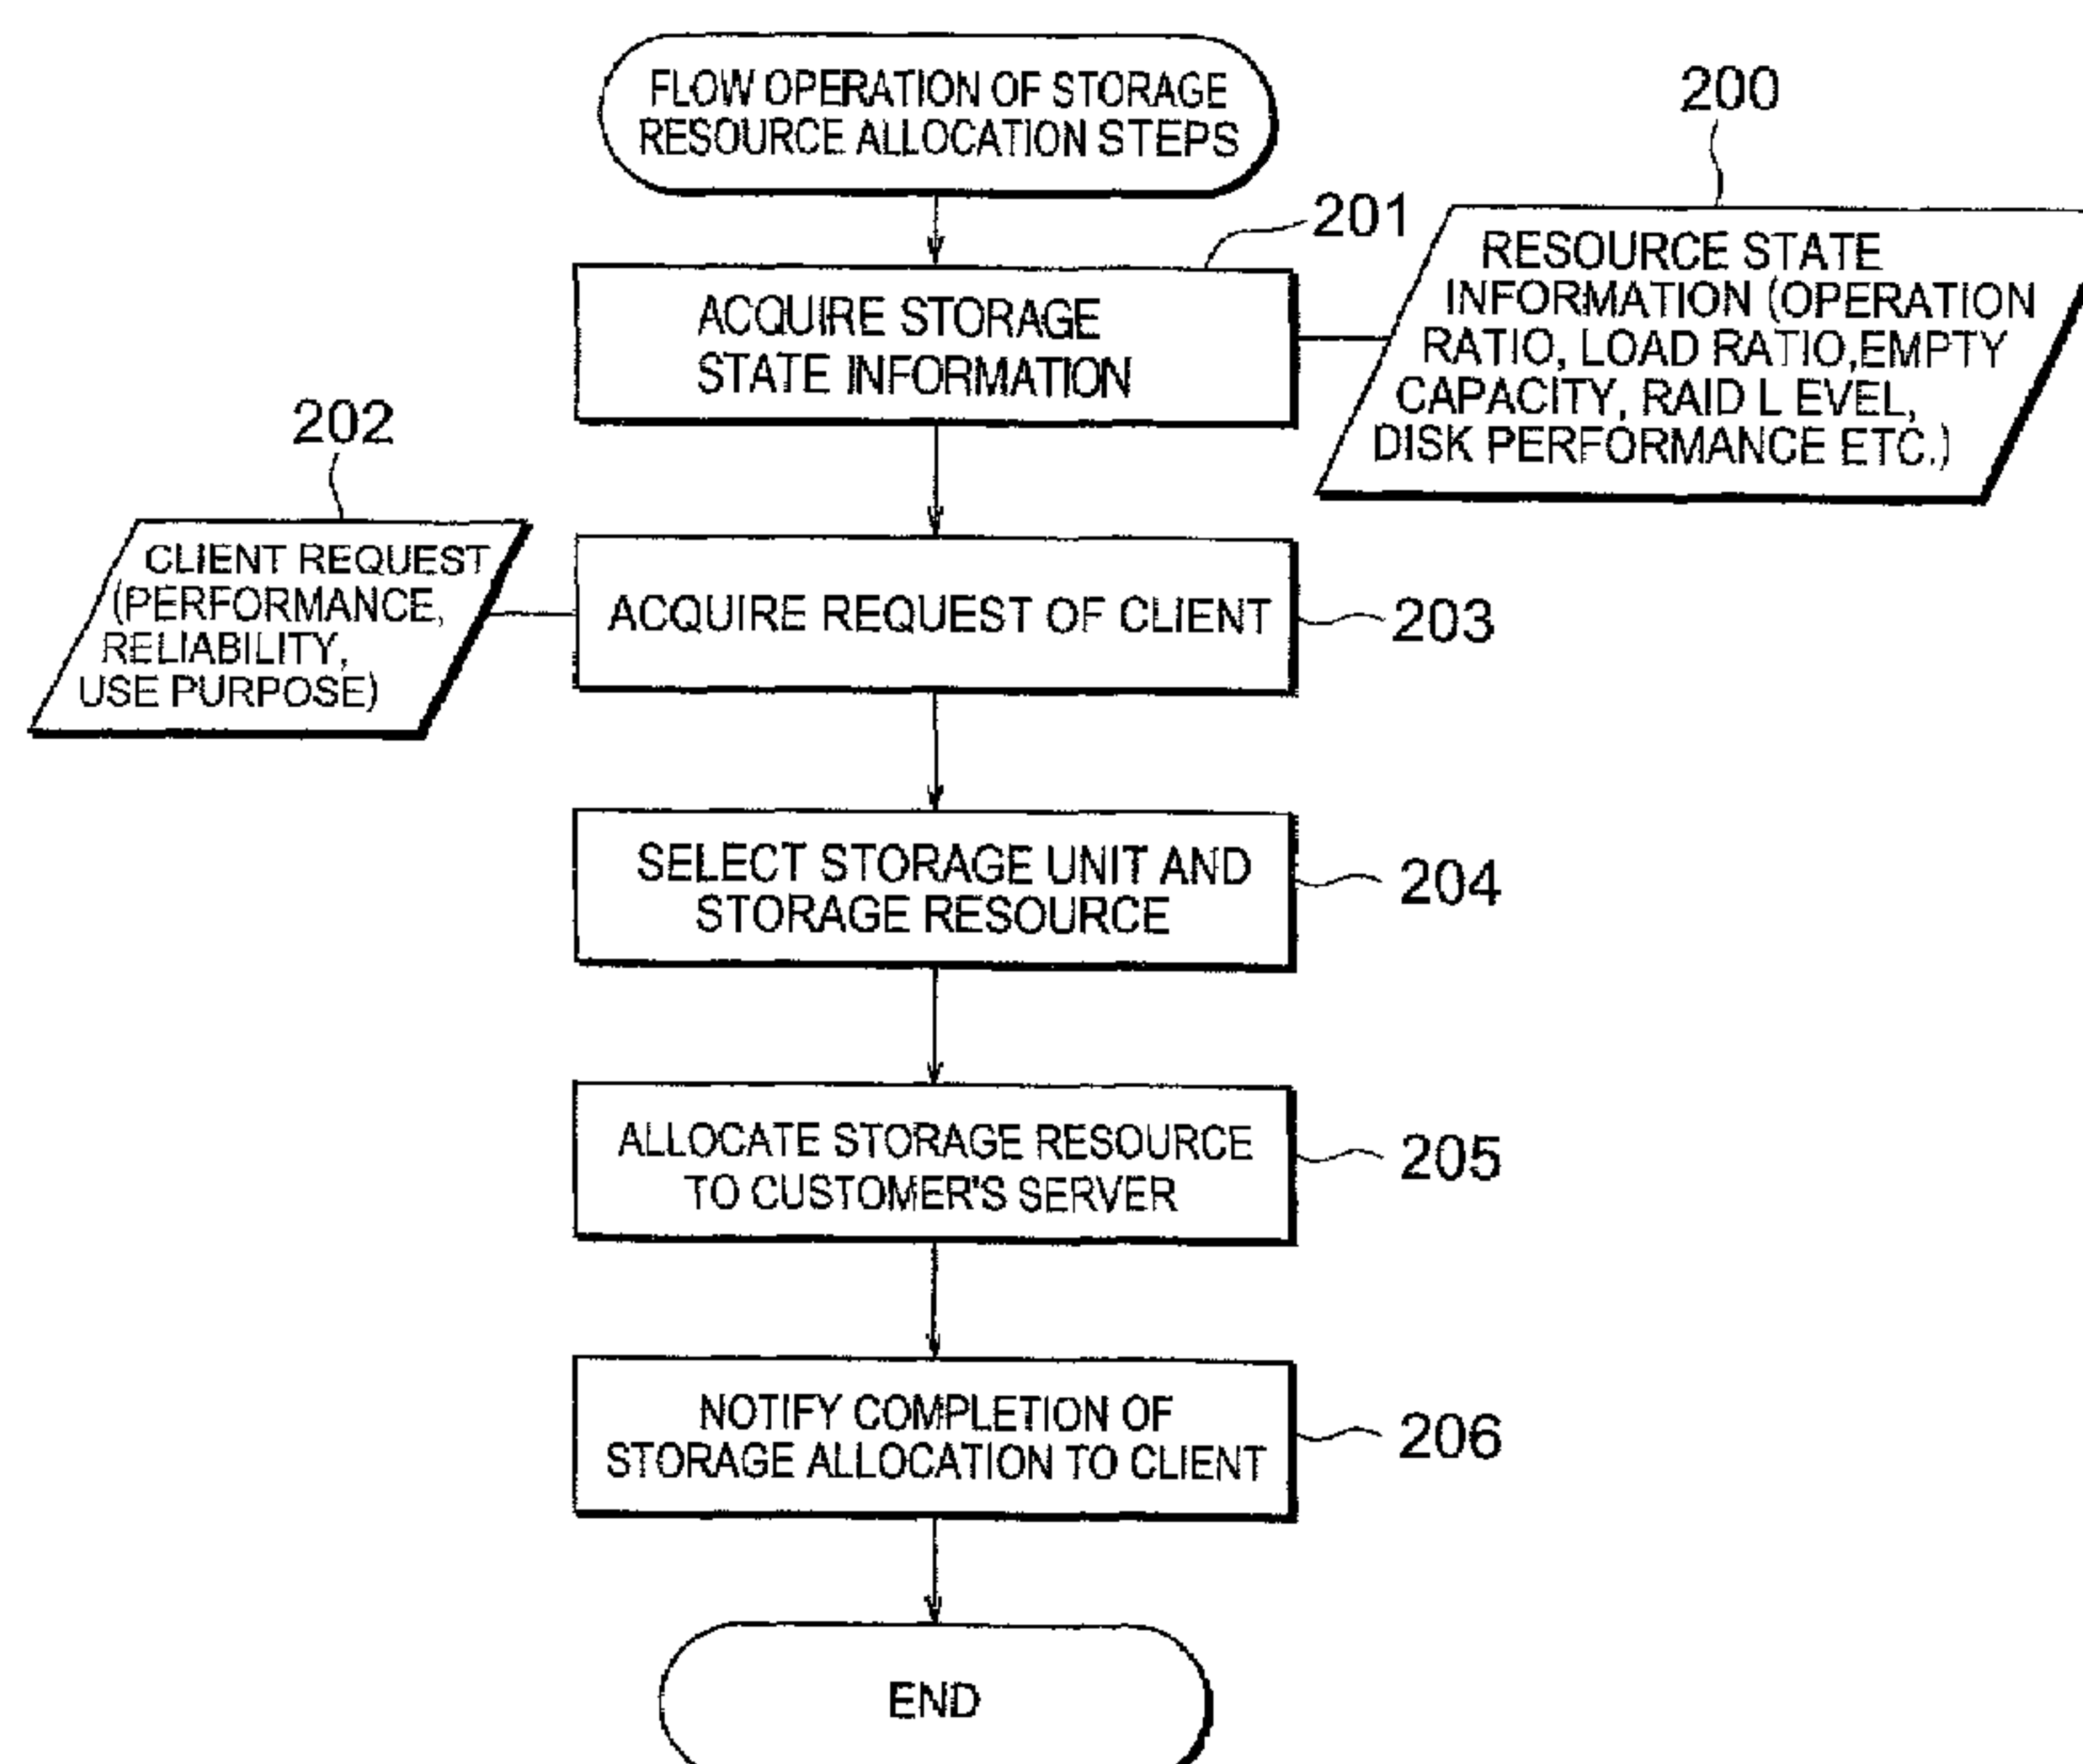 FLOW OPERATION OF STORAGE
RESOURCE ALLOCATION STEPS
200
201
RESOURCE STATE
INFORMATION (OPERATION
RATIO, LOAD RATIO,EMPTY
CAPACITY, RAID L EVEL,
DISK PERFORMANCE ETC.)
ACQUIRE STORAGE
STATE INFORMATION
202
CLIENT REQUEST
(PERFORMANCE,
RELIABILITY,
USE PURPOSE)
ACQUIRE REQUEST OF CLIENT
203
SELECT STORAGE UNIT AND
STORAGE RESOURCE
204
ALLOCATE STORAGE RESOURCE
TO CUSTOMER'S SERVER
205
NOTIFY COMPLETION OF
STORAGE ALLOCATION TO CLIENT
206
END